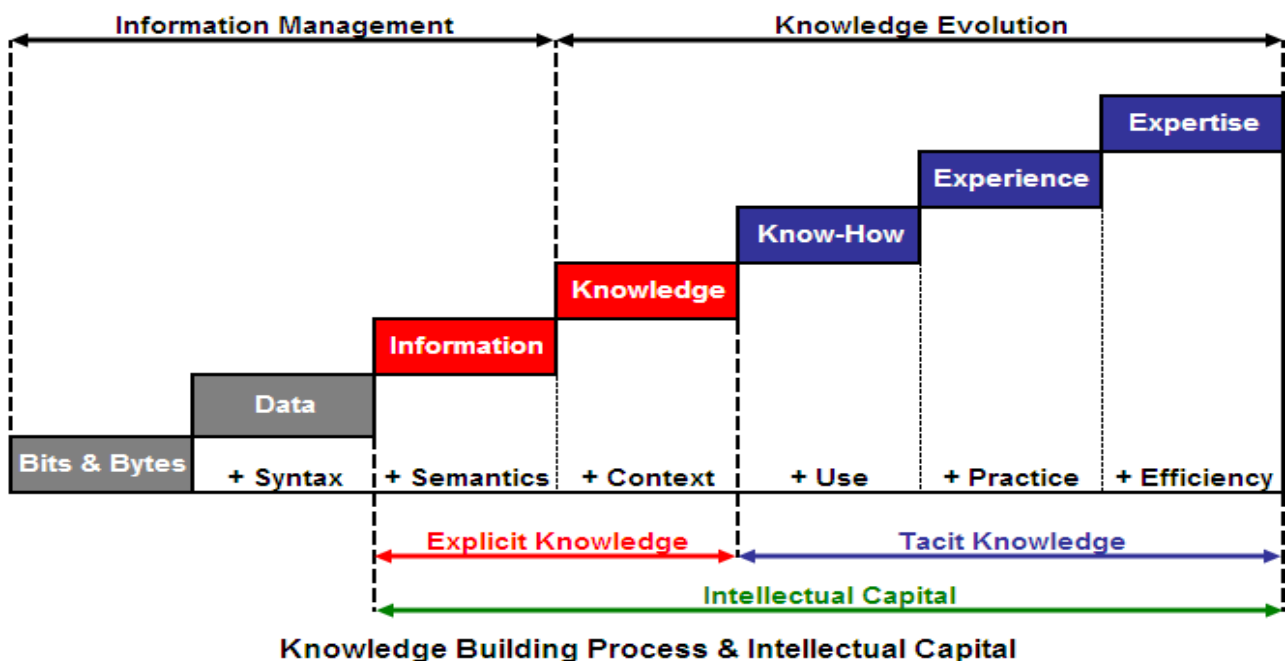 Information Management
Knowledge Evolution
Expertise
Experience
Know-How
Knowledge
Information
Data
Bits & Bytes
+ Syntax
+ Semantics
+ Context
+ Use
+ Practice
+ Efficiency
Explicit Knowledge
Tacit Knowledge
Intellectual Capital
Knowledge Building Process & Intellectual Capital